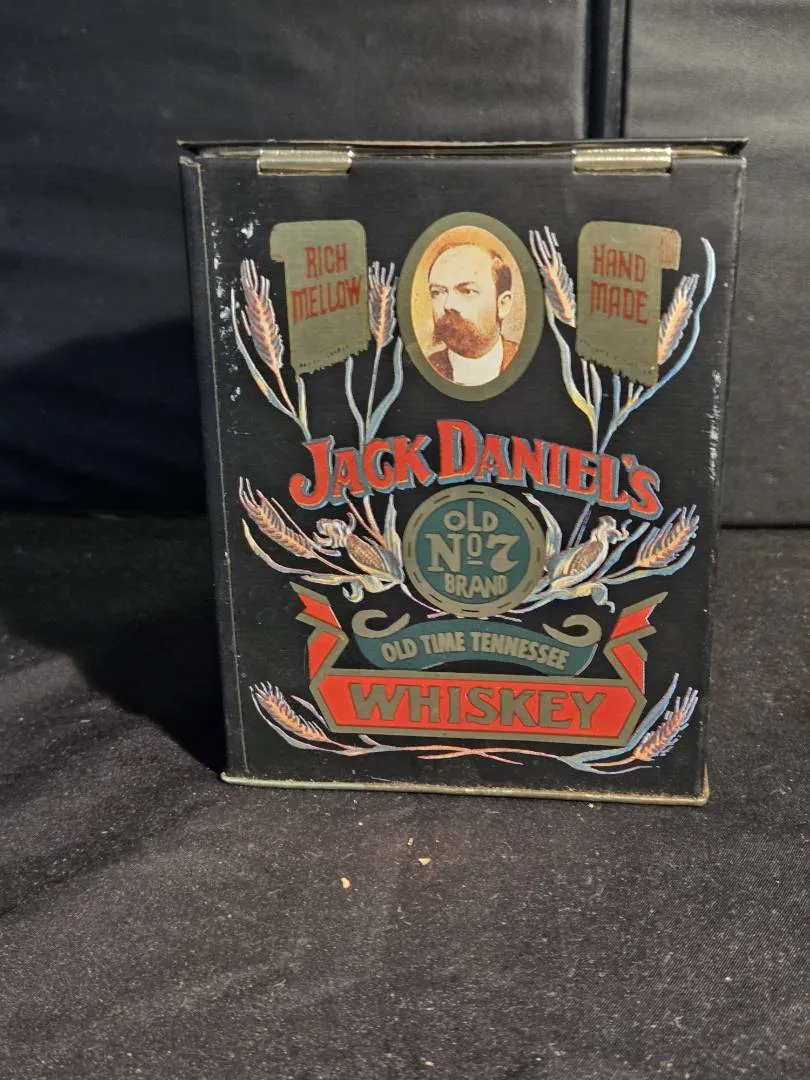 RICH
MELLOW
HAND
MADE
JACK DANIEL'S
OLD
No 7
BRAND
OLD TIME TENNESSEE
WHISKEY